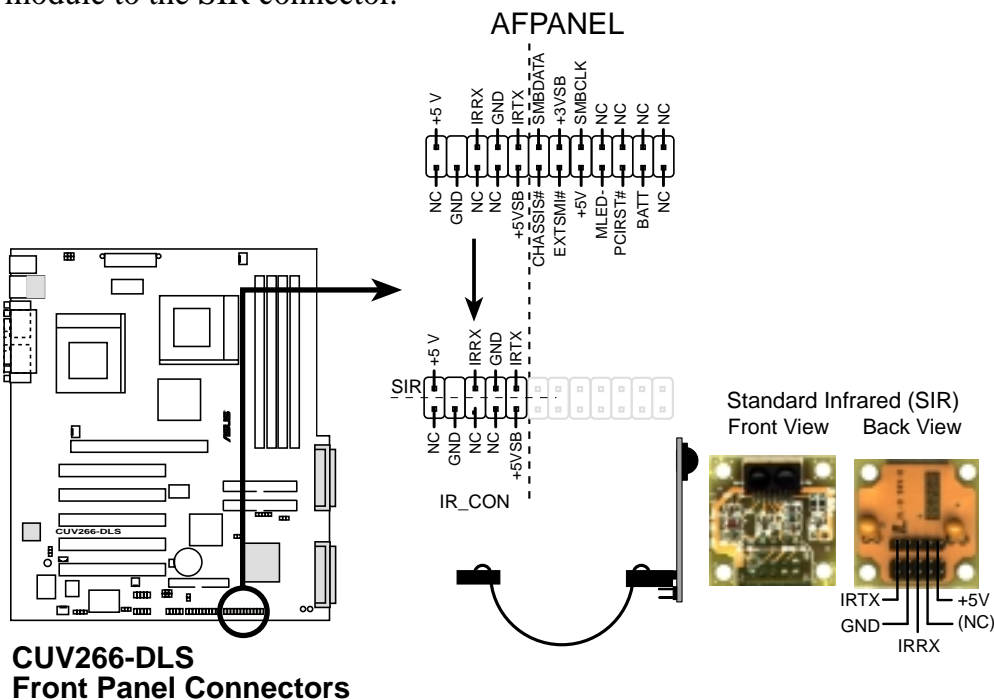 module to the SIR connector.
AFPANEL
+5 V
IRRX
GND
IRTX
SMBDATA
+3VSB
SMBCLK
NC
NC
NC
NC
NC
GND
NC
NC
+5VSB
CHASSIS#
EXTSMI#
+5V
MLED-
PCIRST#
BATT
NC
SIR
+5 V
IRRX
GND
IRTX
NC
GND
NC
NC
+5VSB
IR_CON
Standard Infrared (SIR)
Front View Back View
IRTX
GND
IRRX
+5V
(NC)
ASUS
CUV266-DLS
CUV266-DLS
Front Panel Connectors